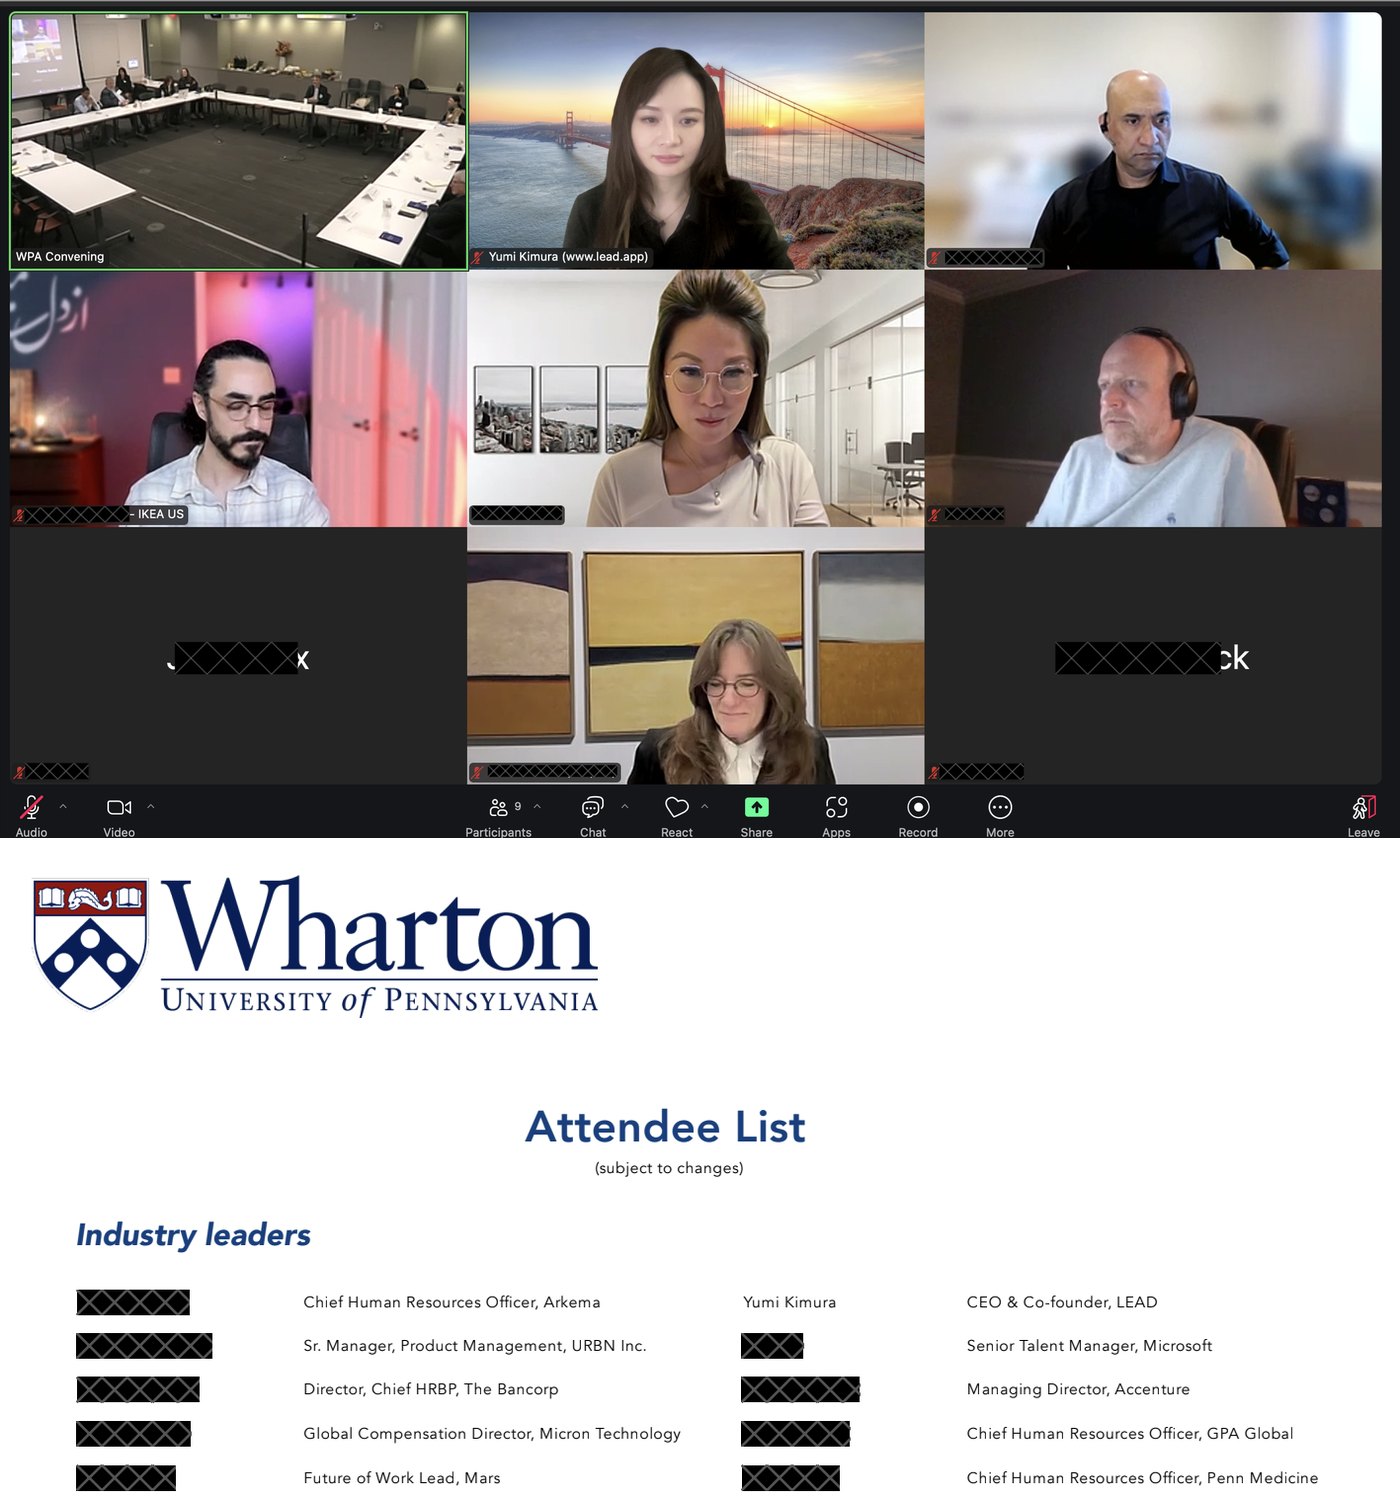 WPA Convening
Yumi Kimura (www.lead.app)
از دل
- IKEA US
x
ck
Audio
Video
Participants
9
Chat
React
Share
Apps
Record
More
Leave
Wharton
UNIVERSITY of PENNSYLVANIA
Attendee List
(subject to changes)
Industry leaders
Chief Human Resources Officer, Arkema
Yumi Kimura
CEO & Co-founder, LEAD
Sr. Manager, Product Management, URBN Inc.
Senior Talent Manager, Microsoft
Director, Chief HRBP, The Bancorp
Managing Director, Accenture
Global Compensation Director, Micron Technology
Chief Human Resources Officer, GPA Global
Future of Work Lead, Mars
Chief Human Resources Officer, Penn Medicine